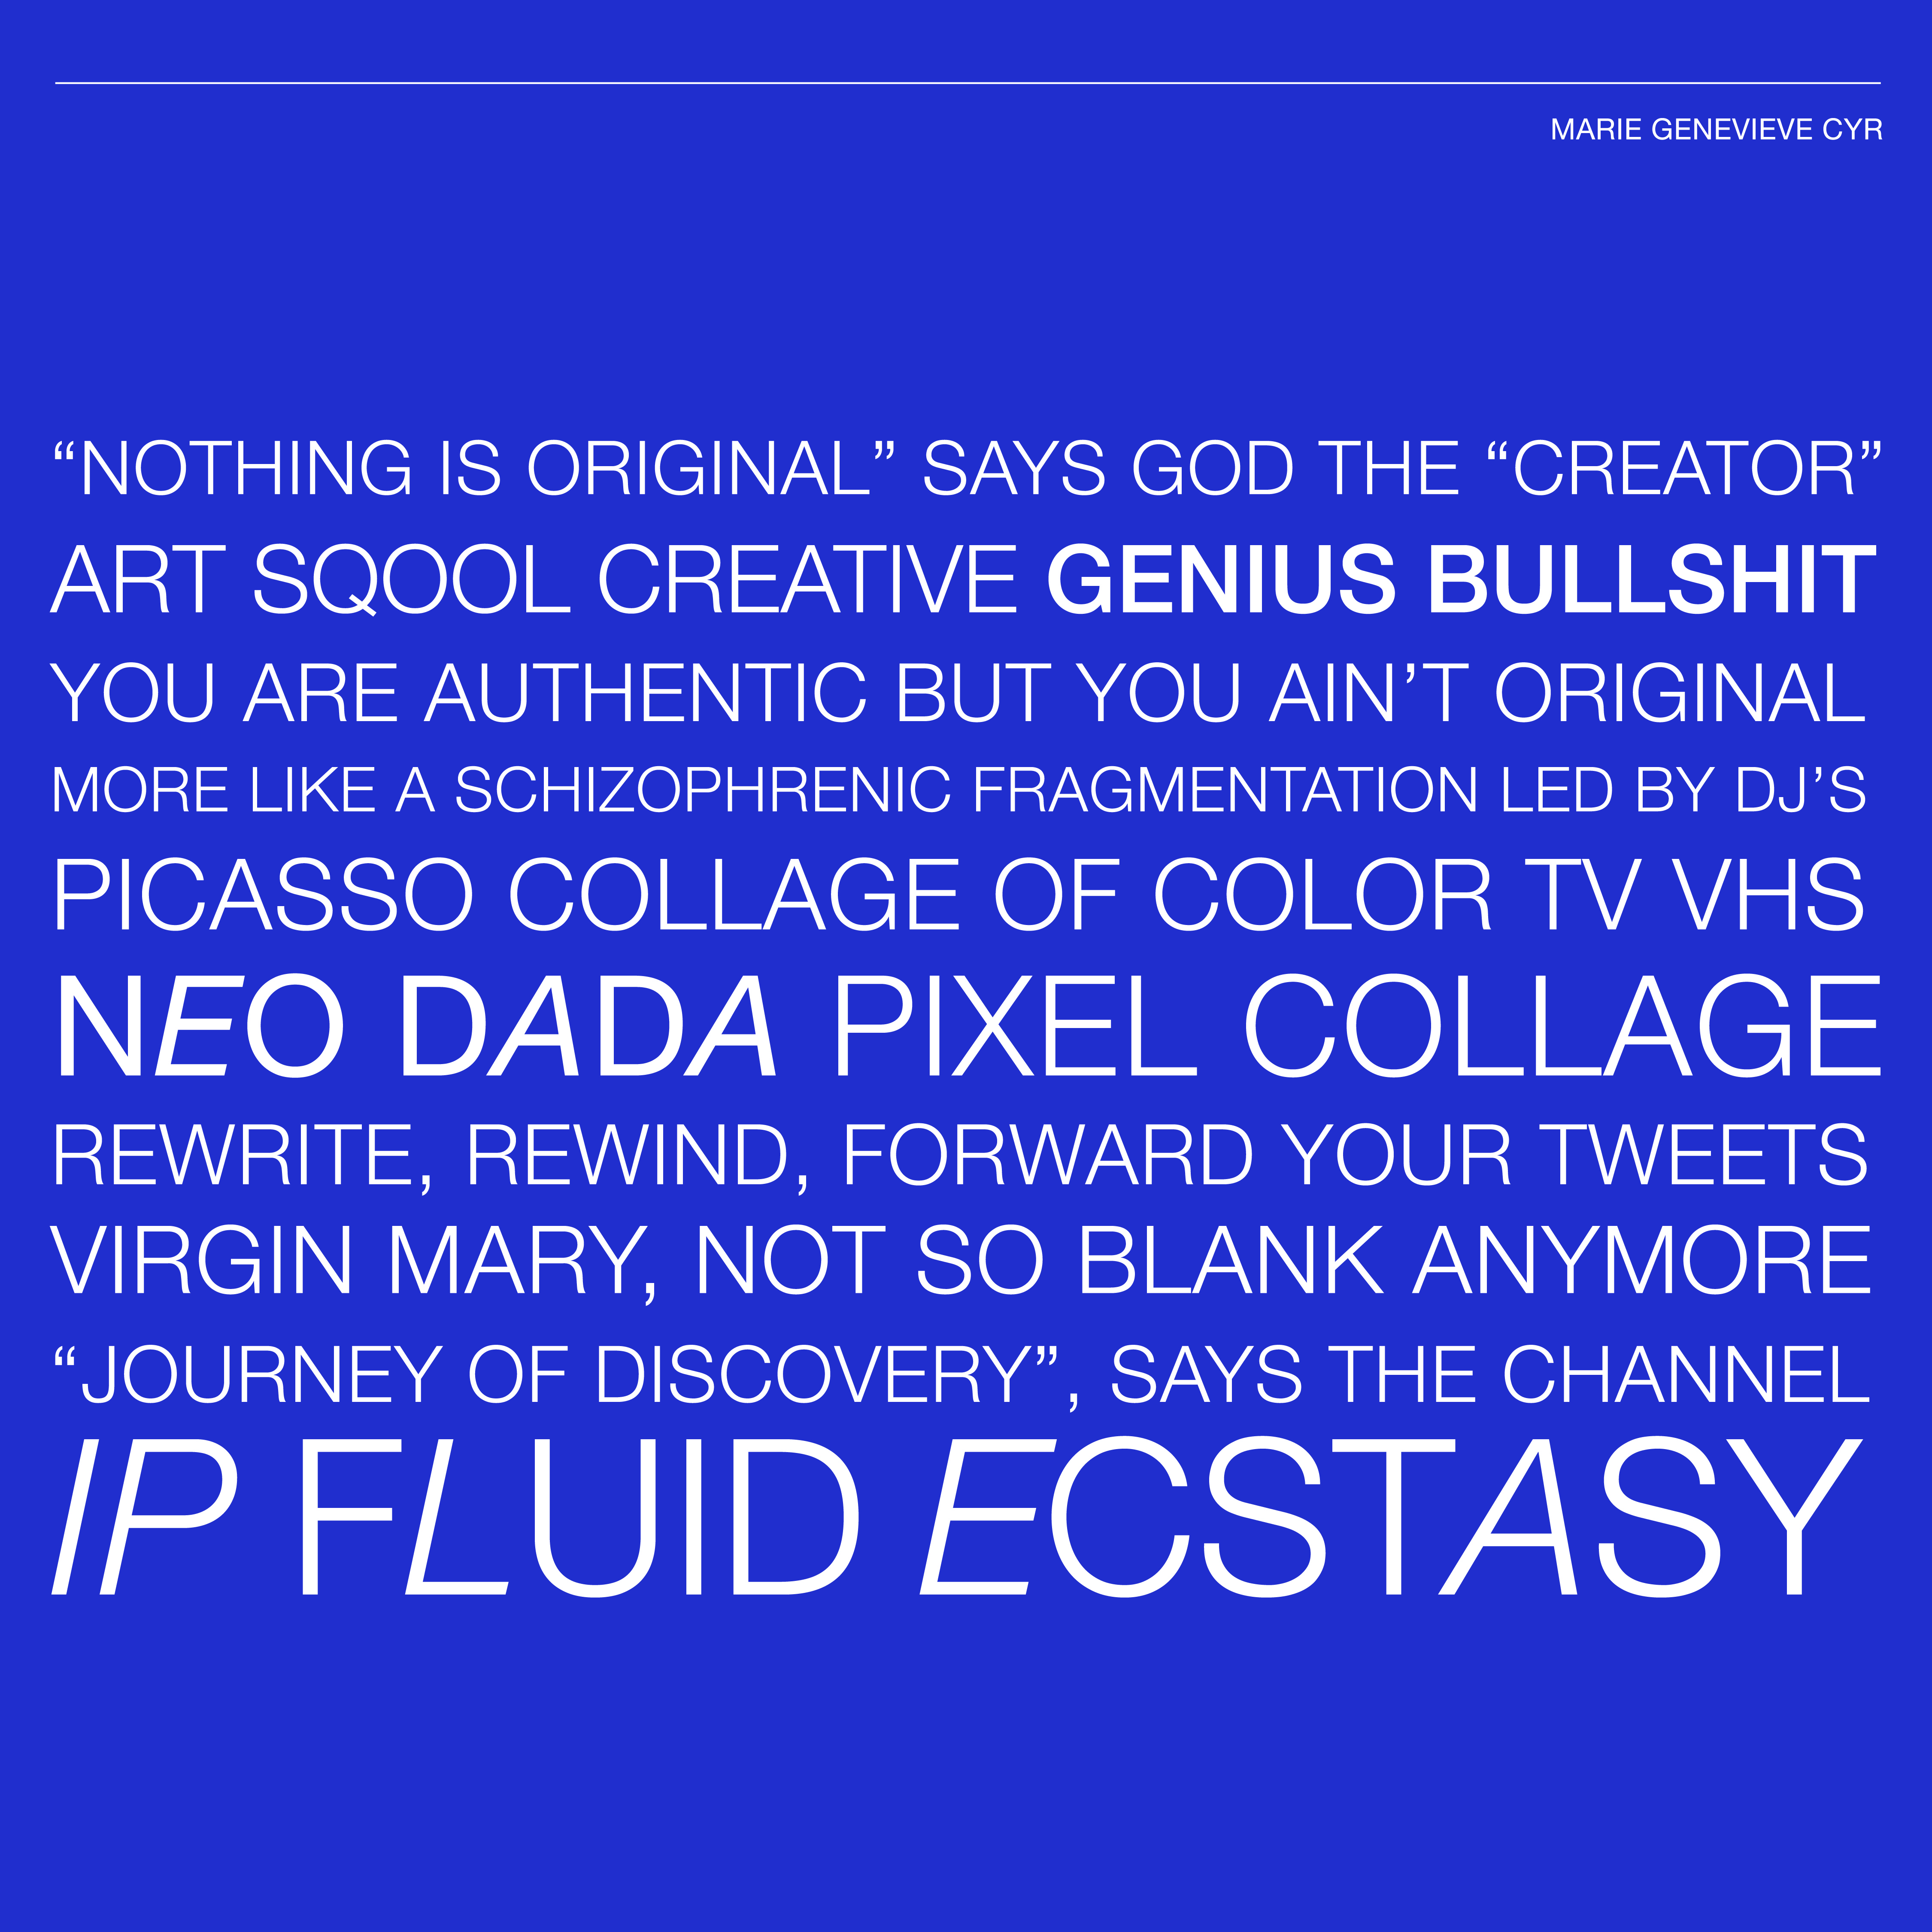 MARIE GENEVIEVE CYR
“NOTHING IS ORIGINAL” SAYS GOD THE “CREATOR”
ART SQOOL CREATIVE GENIUS BULLSHIT
YOU ARE AUTHENTIC BUT YOU AIN’T ORIGINAL
MORE LIKE A SCHIZOPHRENIC FRAGMENTATION LED BY DJ’S
PICASSO COLLAGE OF COLOR TV VHS
NEO DADA PIXEL COLLAGE
REWRITE, REWIND, FORWARD YOUR TWEETS
VIRGIN MARY, NOT SO BLANK ANYMORE
“JOURNEY OF DISCOVERY”, SAYS THE CHANNEL
IP FLUID ECSTASY